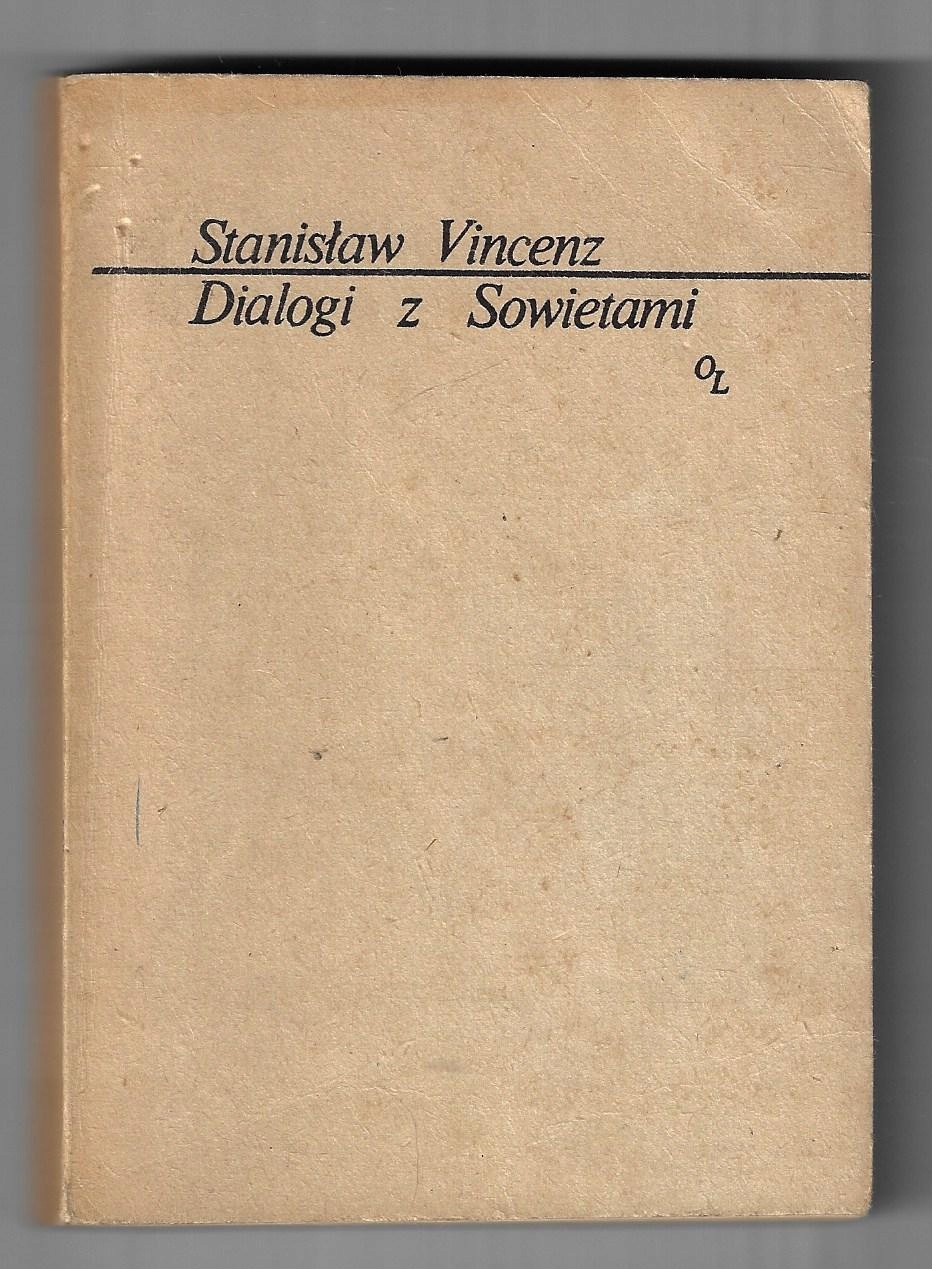 Stanisław Vincenz
Dialogi z Sowietami
OL